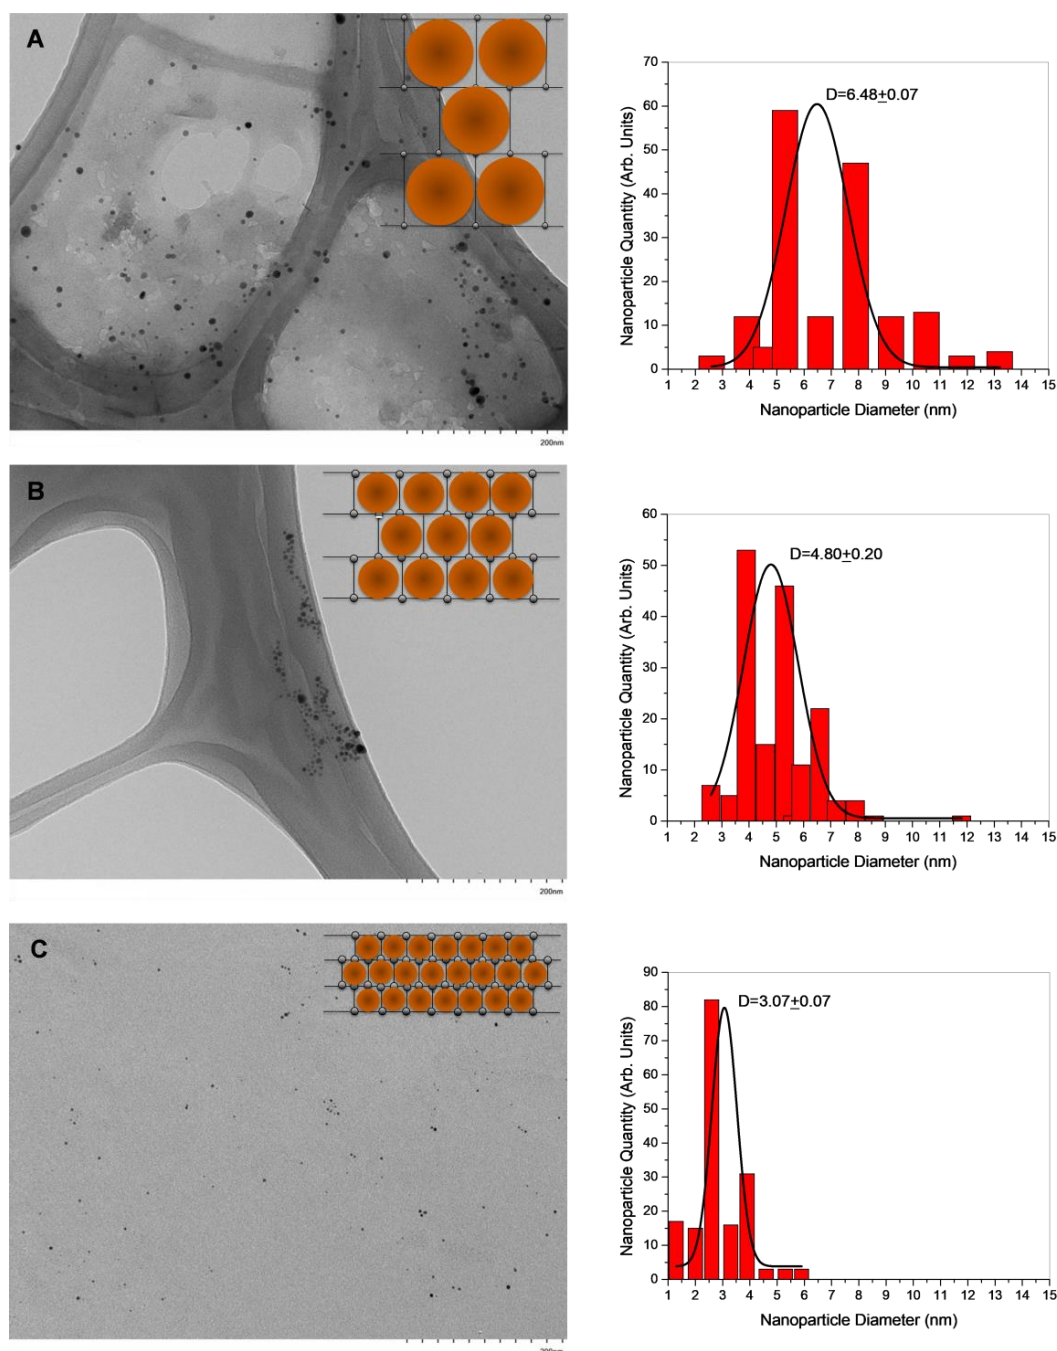 A
200nm
Nanoparticle Quantity (Arb. Units)
70
60
50
40
30
20
10
0
D=6.48±0.07
1 2 3 4 5 6 7 8 9 10 11 12 13 14 15
Nanoparticle Diameter (nm)
B
200nm
Nanoparticle Quantity (Arb. Units)
60
50
40
30
20
10
0
D=4.80±0.20
1 2 3 4 5 6 7 8 9 10 11 12 13 14 15
Nanoparticle Diameter (nm)
C
200nm
Nanoparticle Quantity (Arb. Units)
90
80
70
60
50
40
30
20
10
0
D=3.07±0.07
1 2 3 4 5 6 7 8 9 10 11 12 13 14 15
Nanoparticle Diameter (nm)